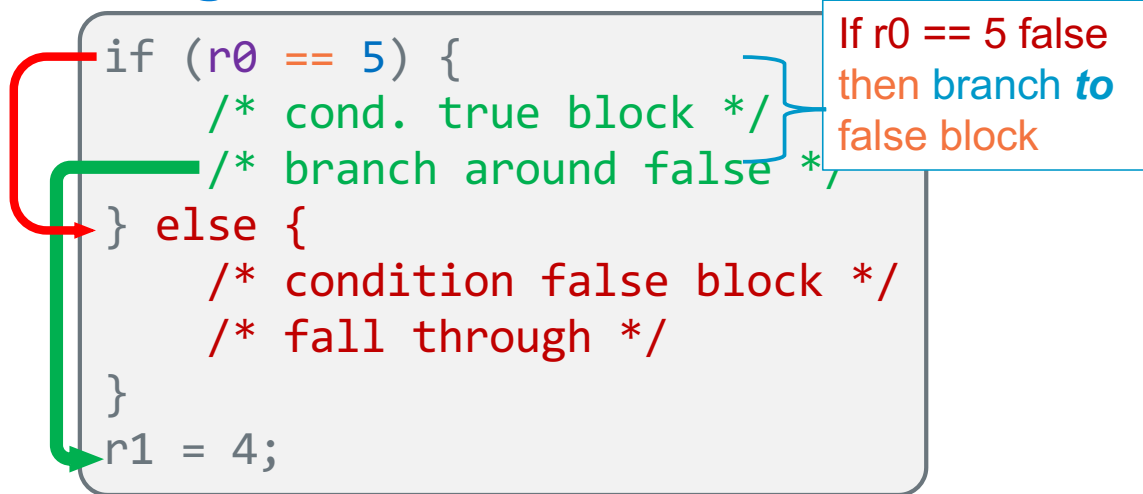 if (r0 == 5) {
/* cond. true block */
/* branch around false */
} else {
/* condition false block */
/* fall through */
}
r1 = 4;
If r0 == 5 false
then branch to
false block